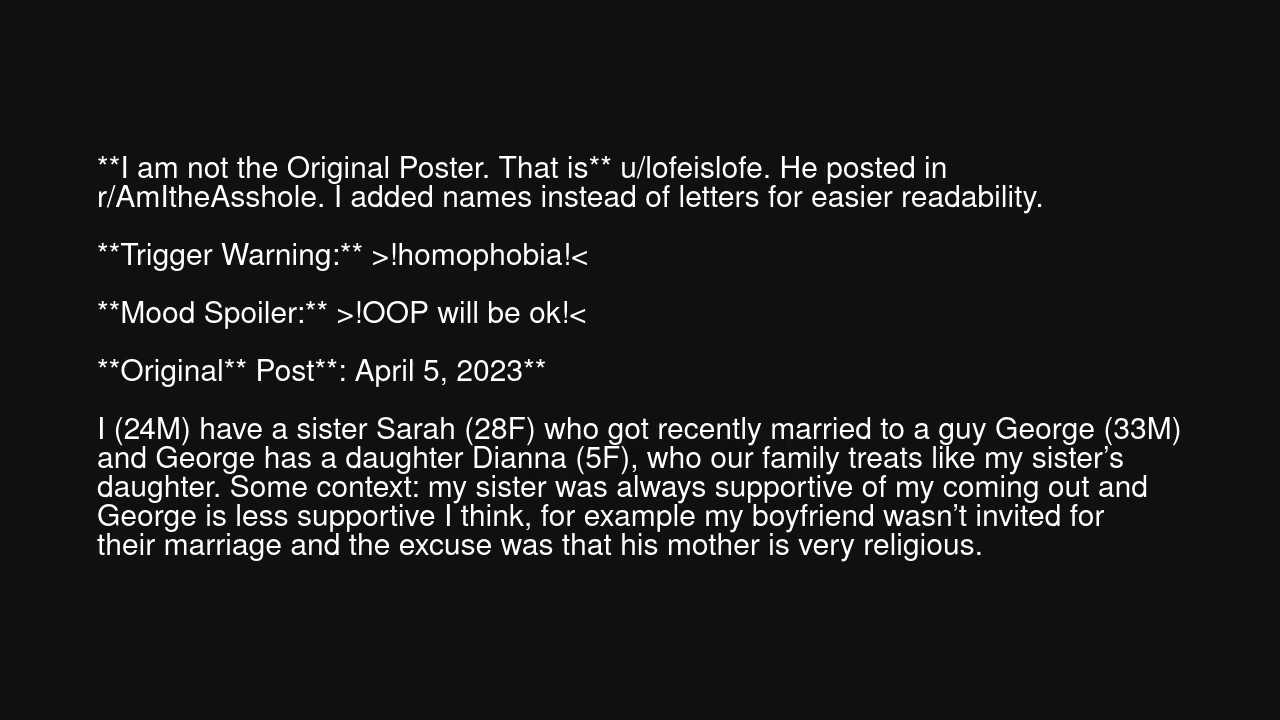 **I am not the Original Poster. That is** u/lofeislofe. He posted in
r/AmItheAsshole. I added names instead of letters for easier readability.
**Trigger Warning:** >!homophobia!<
**Mood Spoiler:** >!OOP will be ok!<
**Original** Post**: April 5, 2023**
I (24M) have a sister Sarah (28F) who got recently married to a guy George (33M)
and George has a daughter Dianna (5F), who our family treats like my sister’s
daughter. Some context: my sister was always supportive of my coming out and
George is less supportive I think, for example my boyfriend wasn’t invited for
their marriage and the excuse was that his mother is very religious.